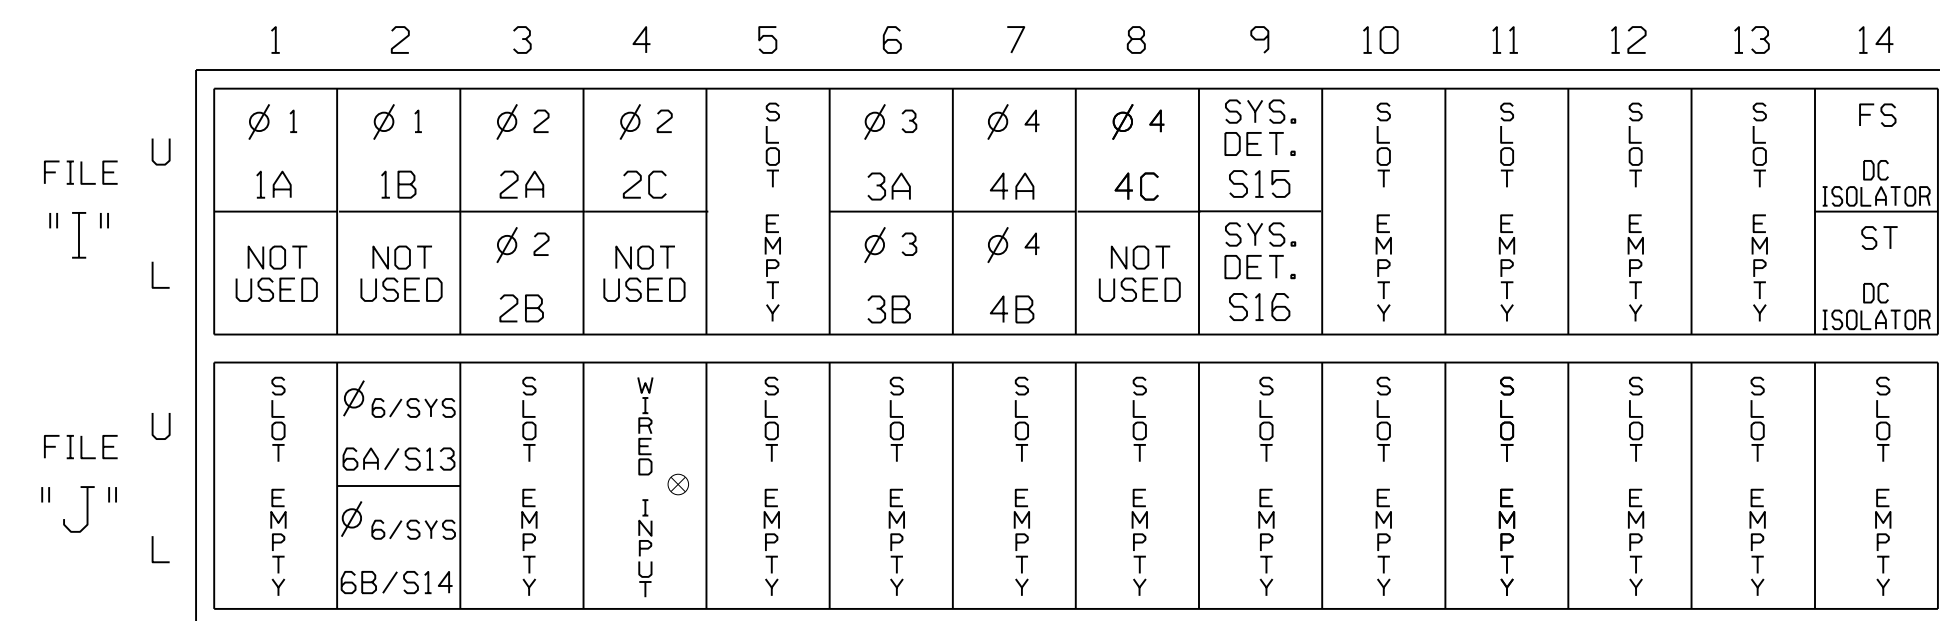 1 2 3 4 5 6 7 8 9 10 11 12 13 14
FILE "I"
U
L
Ø 1 1A
Ø 1 1B
Ø 2 2A
Ø 2 2C
SLOT EMPTY
Ø 3 3A
Ø 4 4A
Ø 4 4C
SYS. DET. S15
SLOT EMPTY
SLOT EMPTY
SLOT EMPTY
SLOT EMPTY
FS DC ISOLATOR
NOT USED
NOT USED
Ø 2 2B
NOT USED
Ø 3 3B
Ø 4 4B
NOT USED
SYS. DET. S16
ST DC ISOLATOR
FILE "J"
U
L
SLOT EMPTY
Ø 6/SYS 6A/S13
SLOT EMPTY
WIRED INPUT ⊗
SLOT EMPTY
SLOT EMPTY
SLOT EMPTY
SLOT EMPTY
SLOT EMPTY
SLOT EMPTY
SLOT EMPTY
SLOT EMPTY
SLOT EMPTY
SLOT EMPTY
Ø 6/SYS 6B/S14